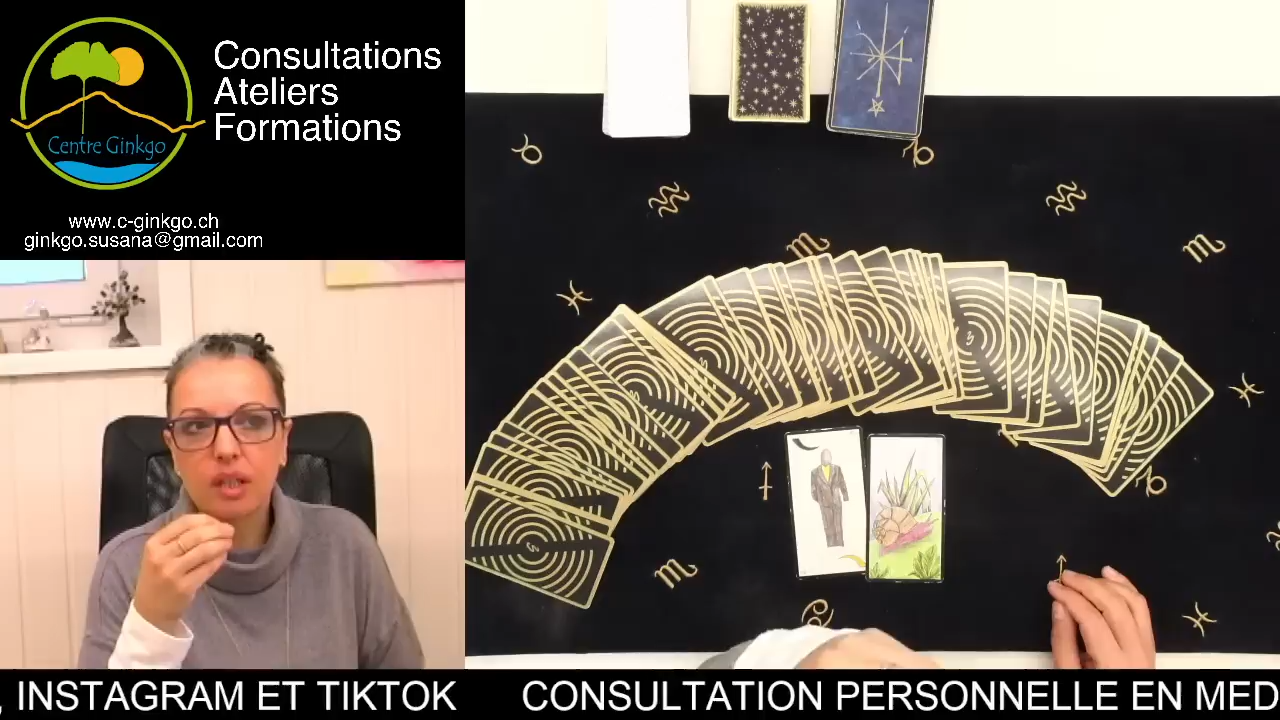 Consultations
Ateliers
Formations
Centre Ginkgo
www.c-ginkgo.ch
ginkgo.susana@gmail.com
, INSTAGRAM ET TIKTOK CONSULTATION PERSONNELLE EN MED